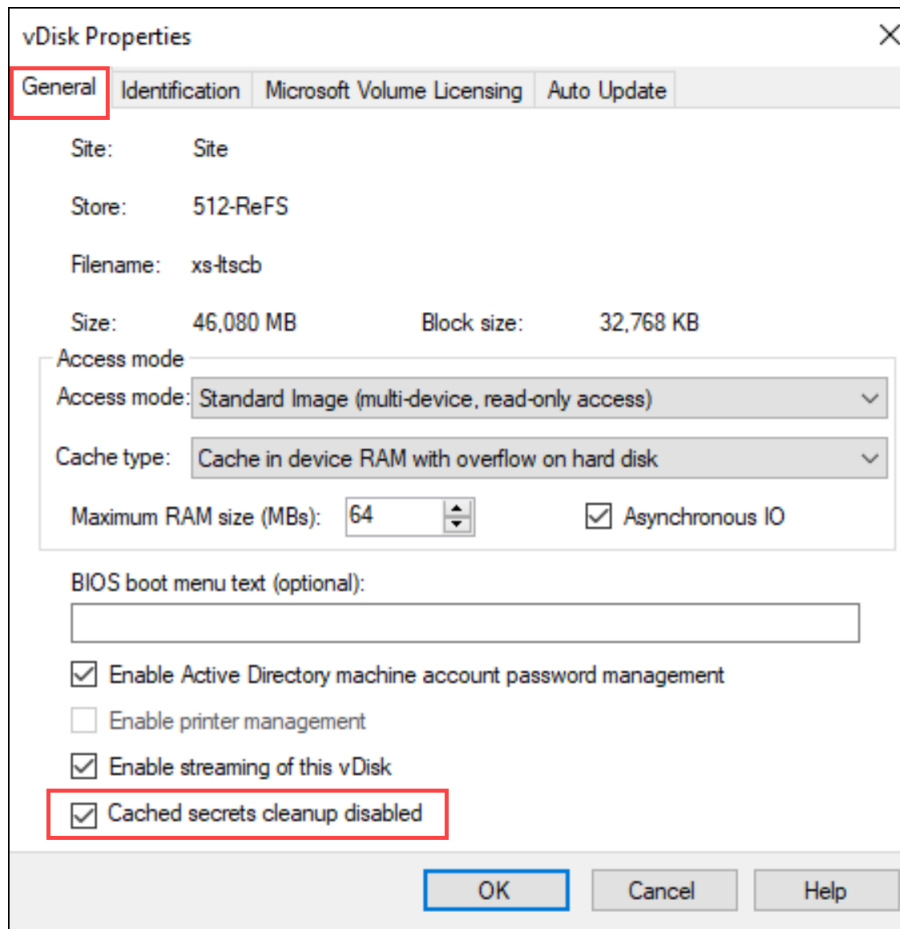 vDisk Properties
General Identification Microsoft Volume Licensing Auto Update
Site: Site
Store: 512-ReFS
Filename: xs-ltscb
Size: 46,080 MB Block size: 32,768 KB
Access mode
Access mode: Standard Image (multi-device, read-only access)
Cache type: Cache in device RAM with overflow on hard disk
Maximum RAM size (MBs): 64 Asynchronous IO
BIOS boot menu text (optional):
Enable Active Directory machine account password management
Enable printer management
Enable streaming of this vDisk
Cached secrets cleanup disabled
OK Cancel Help